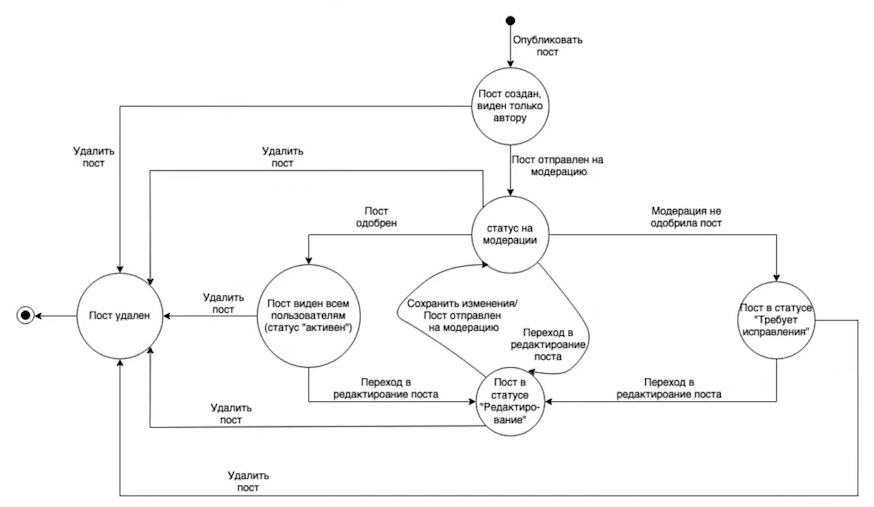 Опубликовать
пост
Пост создан,
виден только
автору
Удалить
пост
Удалить
пост
Пост отправлен на
модерацию
Пост
одобрен
статус на
модерации
Модерация не
одобрила пост
Пост удален
Удалить
пост
Пост виден всем
пользователям
(статус "активен")
Сохранить изменения/
Пост отправлен
на модерацию
Переход в
редактироание
поста
Пост в статусе
"Требует
исправления"
Переход в
редактироание поста
Пост в
статусе
"Редактиро-
вание"
Переход в
редактироание поста
Удалить
пост
Удалить
пост